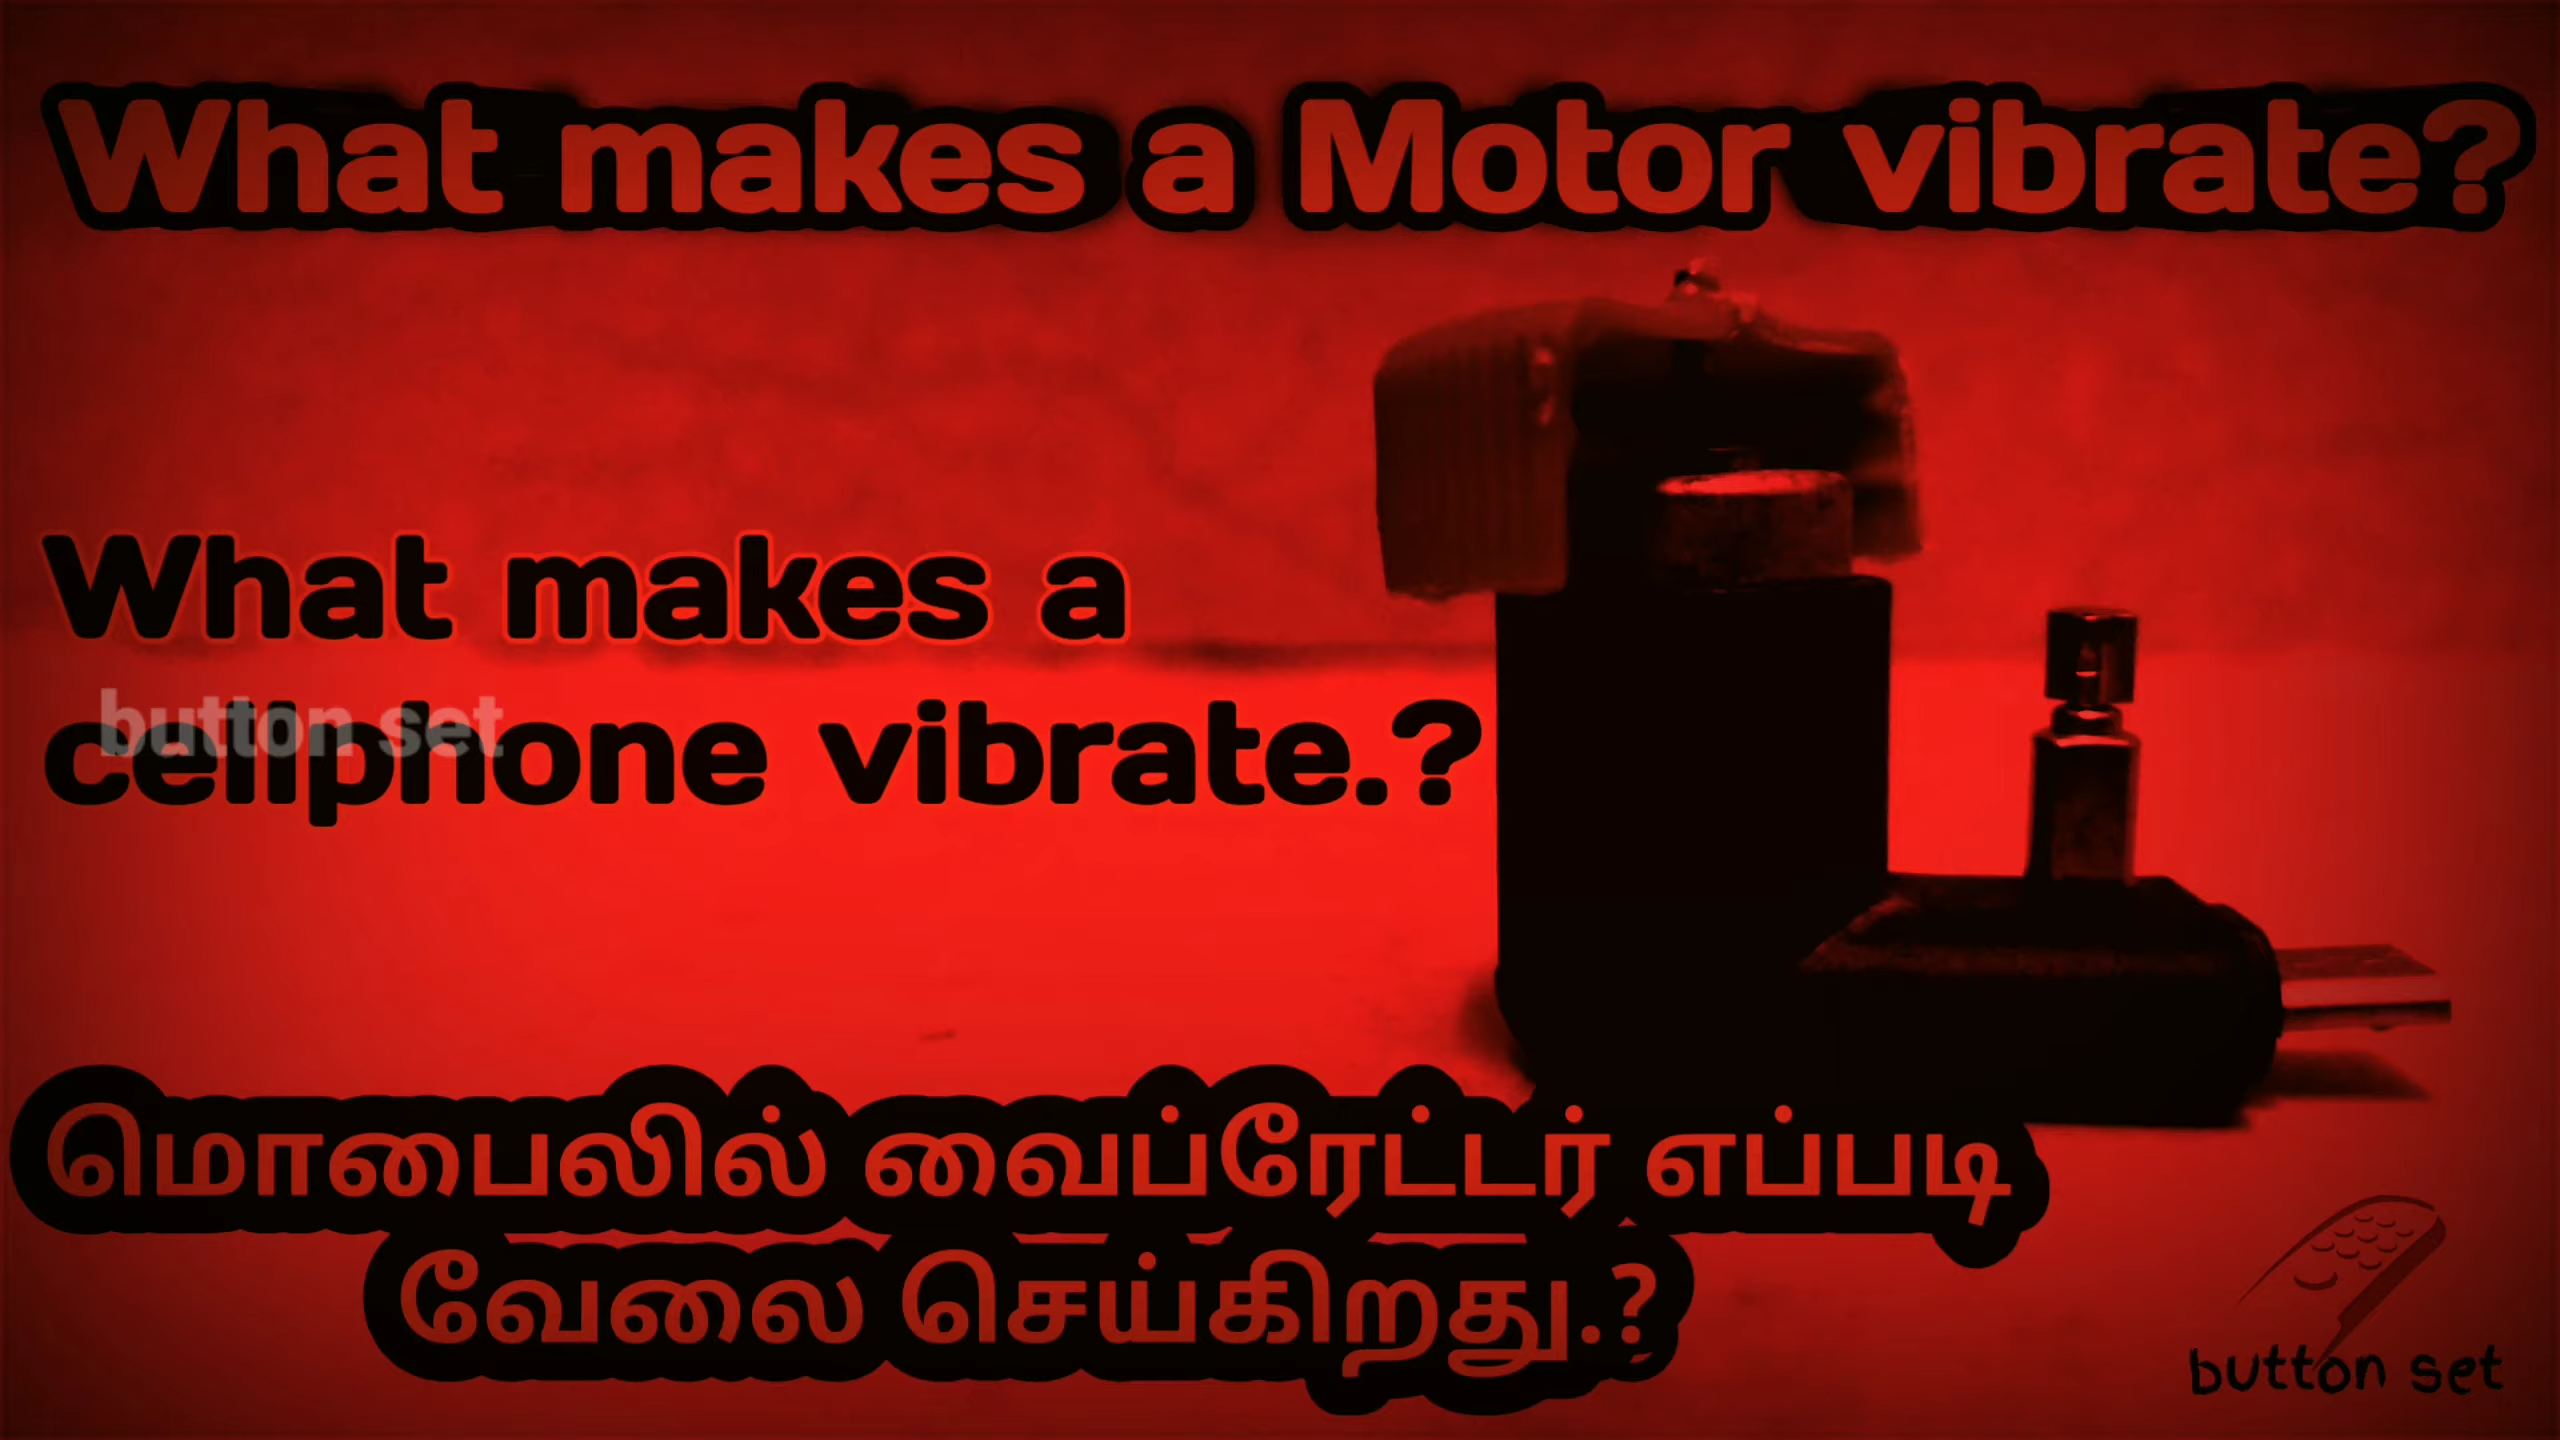 What makes a Motor vibrate?
What makes a
cellphone vibrate.?
button set
மொபைலில் வைப்ரேட்டர் எப்படி
வேலை செய்கிறது.?
button set